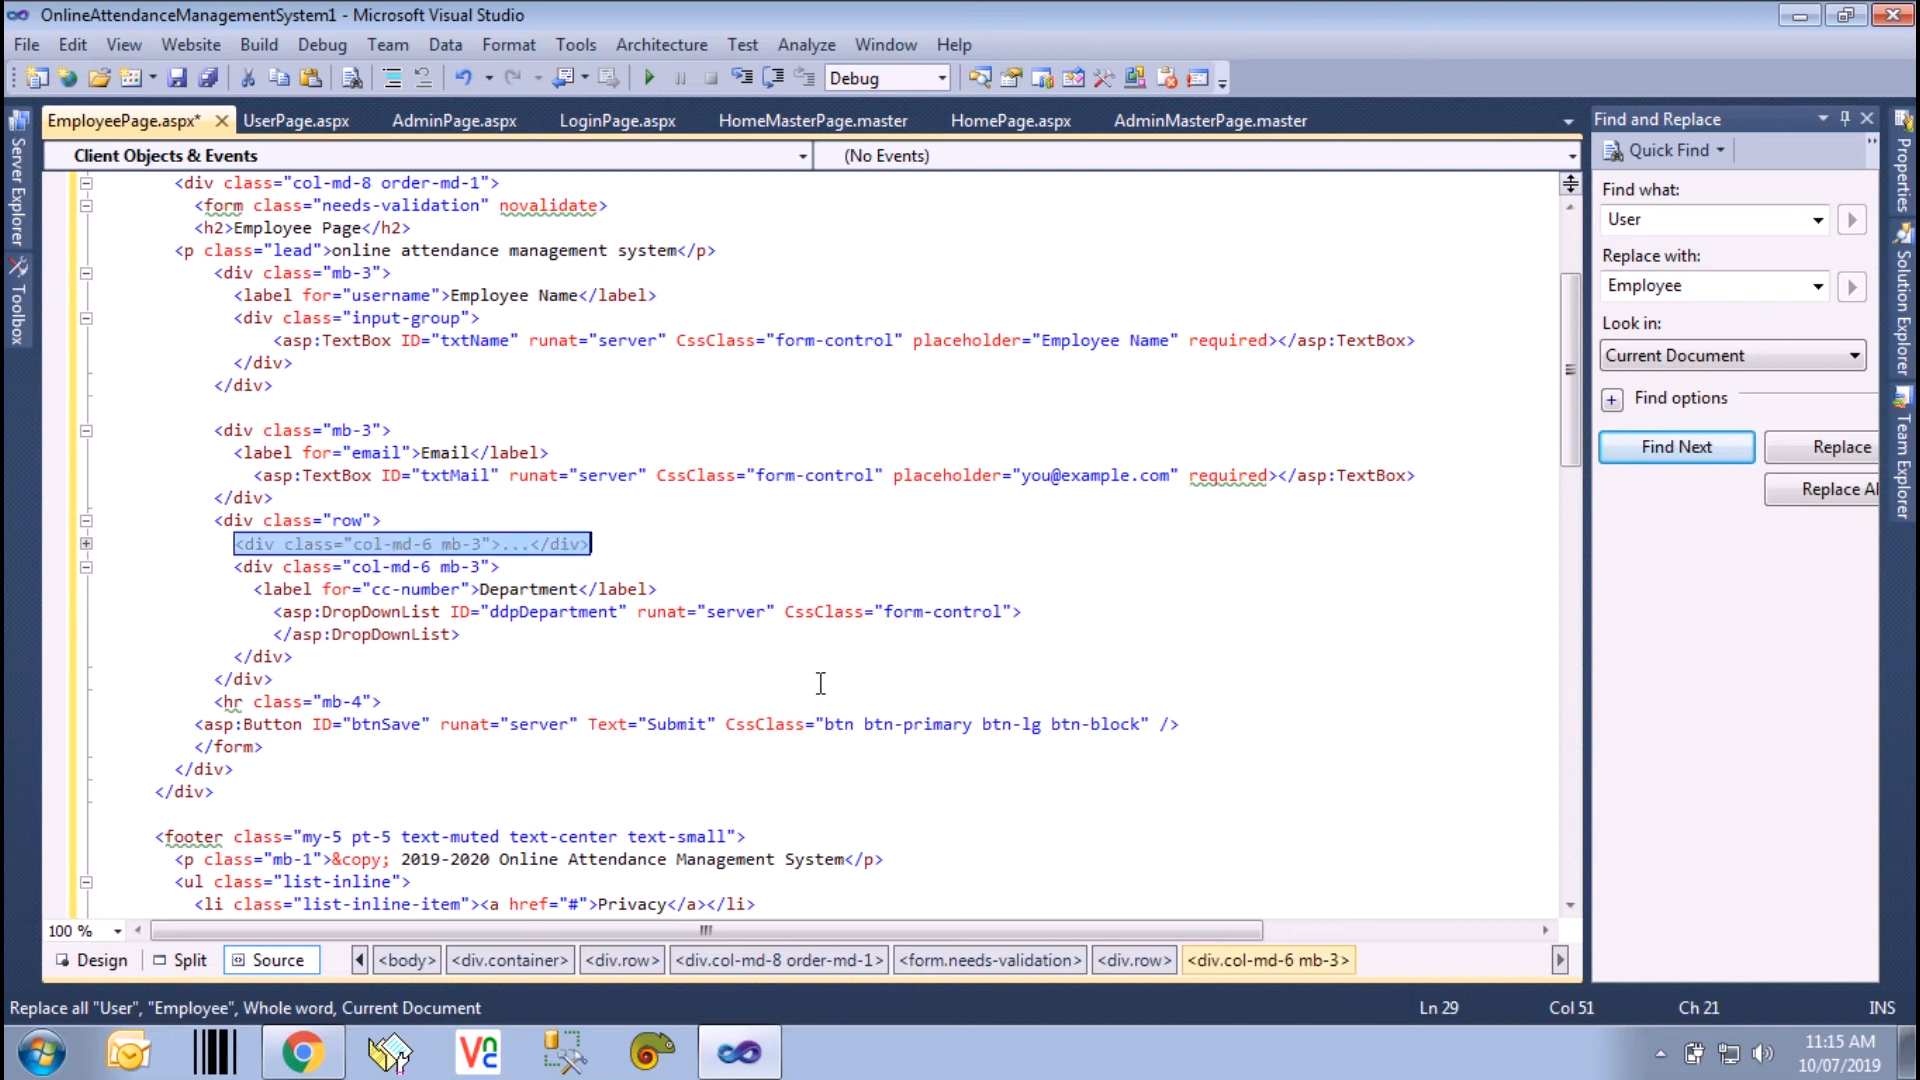 OnlineAttendanceManagementSystem1 - Microsoft Visual Studio
File Edit View Website Build Debug Team Data Format Tools Architecture Test Analyze Window Help
Debug
EmployeePage.aspx* UserPage.aspx AdminPage.aspx LoginPage.aspx HomeMasterPage.master HomePage.aspx AdminMasterPage.master
Client Objects & Events (No Events)
<div class="col-md-8 order-md-1">
<form class="needs-validation" novalidate>
<h2>Employee Page</h2>
<p class="lead">online attendance management system</p>
<div class="mb-3">
<label for="username">Employee Name</label>
<div class="input-group">
<asp:TextBox ID="txtName" runat="server" CssClass="form-control" placeholder="Employee Name" required></asp:TextBox>
</div>
</div>
<div class="mb-3">
<label for="email">Email</label>
<asp:TextBox ID="txtMail" runat="server" CssClass="form-control" placeholder="you@example.com" required></asp:TextBox>
</div>
<div class="row">
<div class="col-md-6 mb-3">...</div>
<div class="col-md-6 mb-3">
<label for="cc-number">Department</label>
<asp:DropDownList ID="ddpDepartment" runat="server" CssClass="form-control">
</asp:DropDownList>
</div>
</div>
<hr class="mb-4">
<asp:Button ID="btnSave" runat="server" Text="Submit" CssClass="btn btn-primary btn-lg btn-block" />
</form>
</div>
</div>
<footer class="my-5 pt-5 text-muted text-center text-small">
<p class="mb-1">&copy; 2019-2020 Online Attendance Management System</p>
<ul class="list-inline">
<li class="list-inline-item"><a href="#">Privacy</a></li>
100 %
Design Split Source <body> <div.container> <div.row> <div.col-md-8 order-md-1> <form.needs-validation> <div.row> <div.col-md-6 mb-3>
Replace all "User", "Employee", Whole word, Current Document Ln 29 Col 51 Ch 21 INS
Server Explorer
Toolbox
Find and Replace
Quick Find
Find what:
User
Replace with:
Employee
Look in:
Current Document
Find options
Find Next Replace
Replace Al
Properties
Solution Explorer
Team Explorer
VNC
11:15 AM
10/07/2019